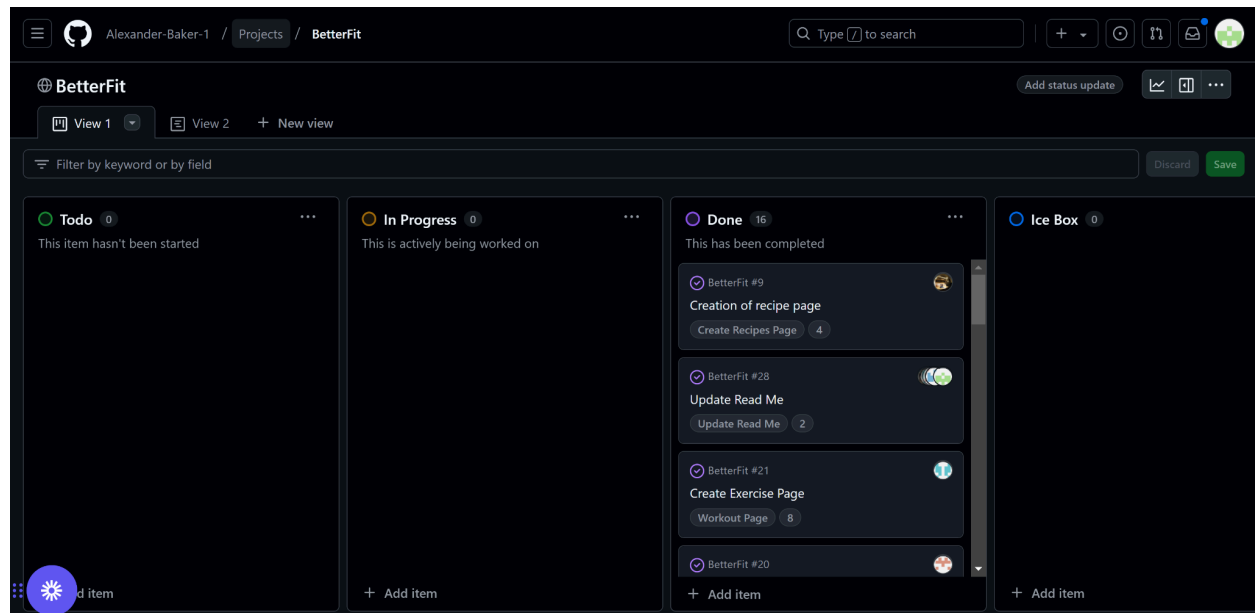 Alexander-Baker-1 / Projects / BetterFit
Type / to search
BetterFit
Add status update
View 1
View 2
+ New view
Filter by keyword or by field
Discard
Save
Todo 0
This item hasn't been started
In Progress 0
This is actively being worked on
Done 16
This has been completed
BetterFit #9
Creation of recipe page
Create Recipes Page 4
BetterFit #28
Update Read Me
Update Read Me 2
BetterFit #21
Create Exercise Page
Workout Page 8
BetterFit #20
Ice Box 0
d item
+ Add item
+ Add item
+ Add item